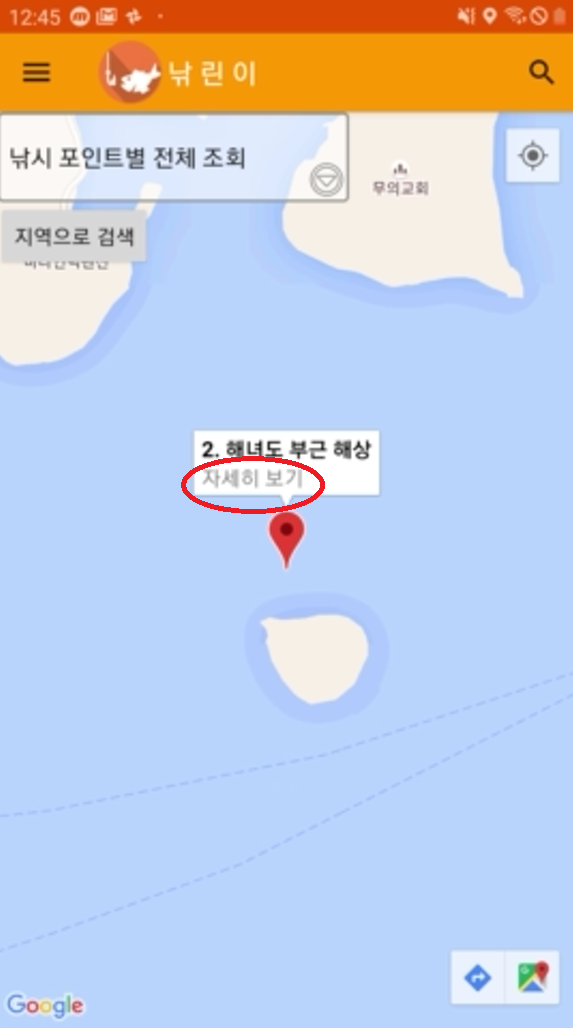 12:45
낚린이
낚시 포인트별 전체 조회
무의교회
지역으로 검색
2. 해녀도 부근 해상
자세히 보기
Google